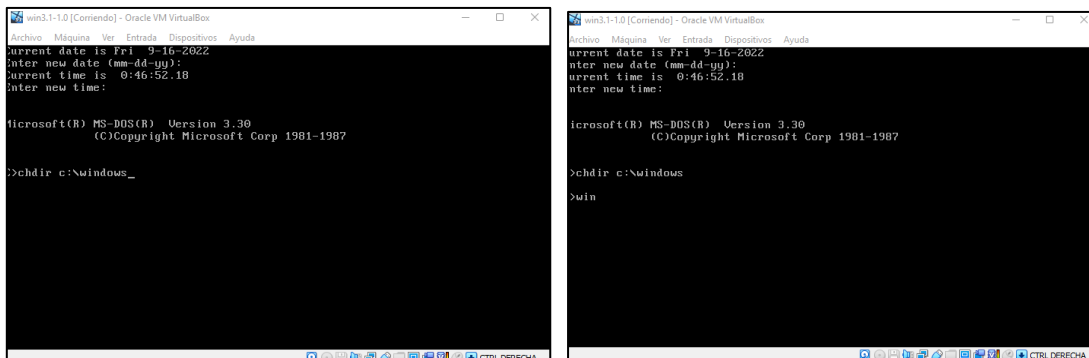 win3.1-1.0 [Corriendo] - Oracle VM VirtualBox
Archivo Máquina Ver Entrada Dispositivos Ayuda
Current date is Fri 9-16-2022
Enter new date (mm-dd-yy):
Current time is 0:46:52.18
Enter new time:
Microsoft(R) MS-DOS(R) Version 3.30
(C)Copyright Microsoft Corp 1981-1987
C>chdir c:\windows_
CTRL DERECHA
win3.1-1.0 [Corriendo] - Oracle VM VirtualBox
Archivo Máquina Ver Entrada Dispositivos Ayuda
urrent date is Fri 9-16-2022
nter new date (mm-dd-yy):
urrent time is 0:46:52.18
nter new time:
icrosoft(R) MS-DOS(R) Version 3.30
(C)Copyright Microsoft Corp 1981-1987
>chdir c:\windows
>win
CTRL DERECHA